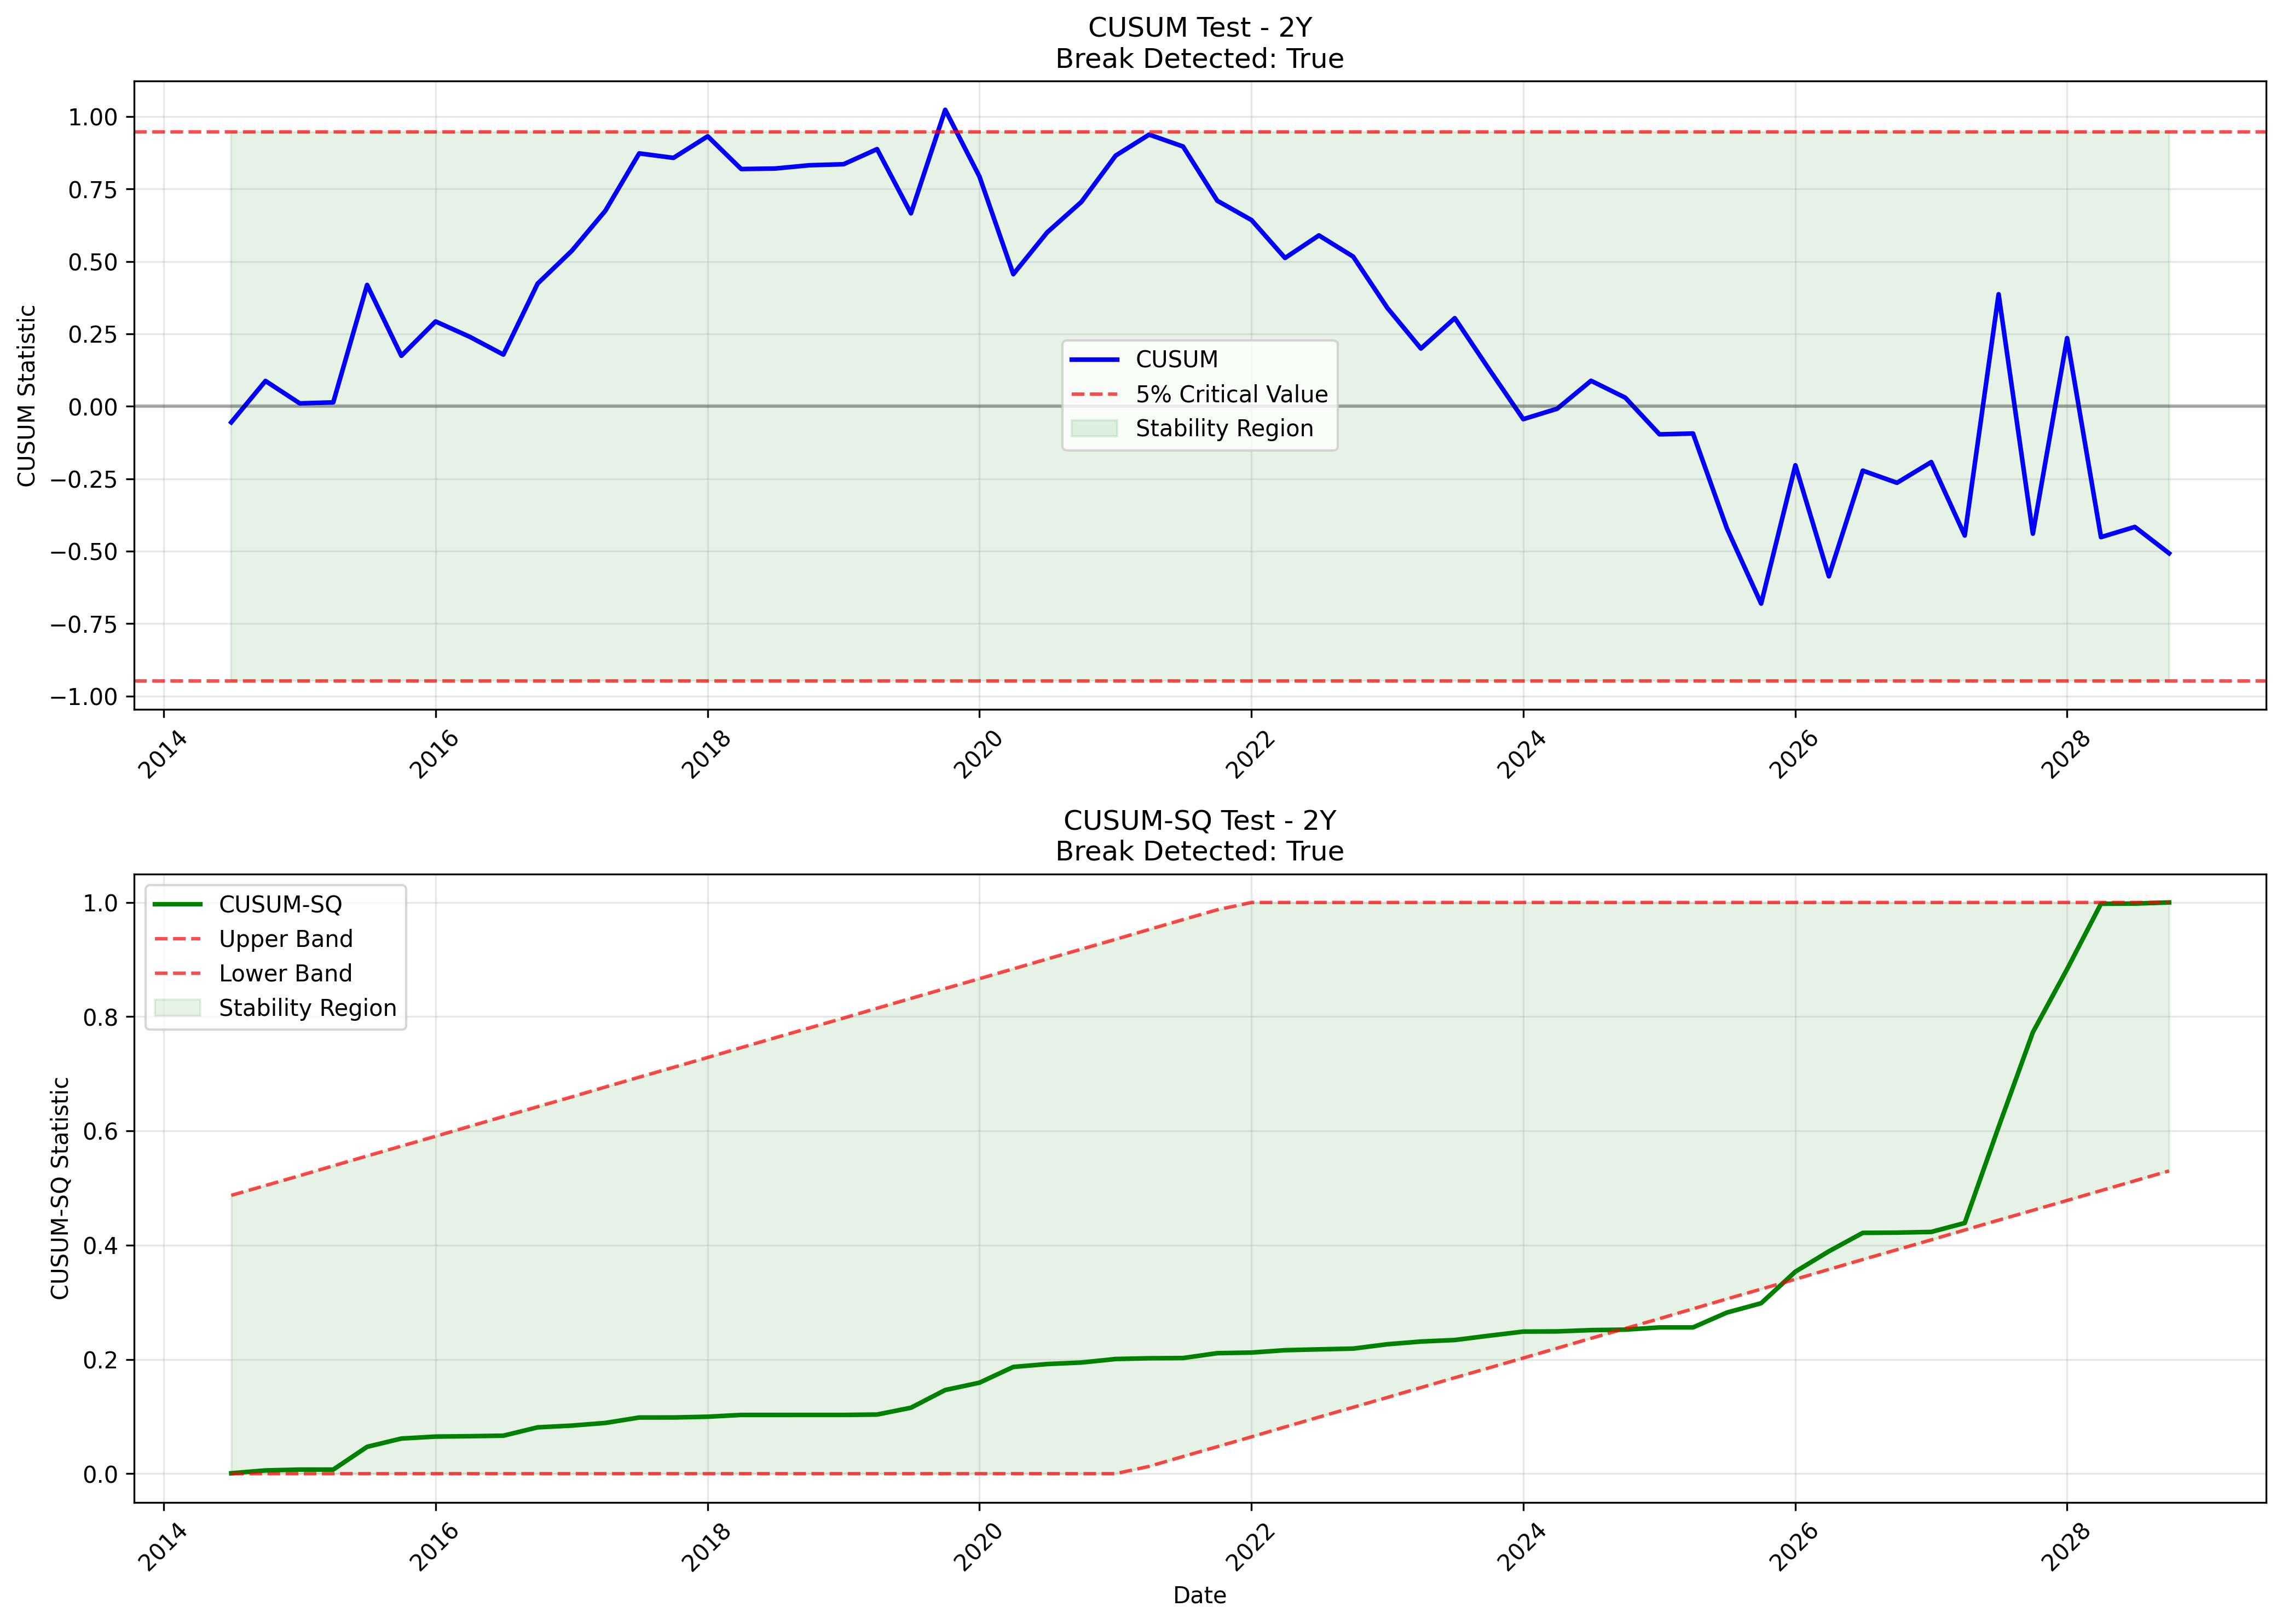 CUSUM Test - 2Y
Break Detected: True
CUSUM Statistic
1.00
0.75
0.50
0.25
0.00
−0.25
−0.50
−0.75
−1.00
CUSUM
5% Critical Value
Stability Region
2014
2016
2018
2020
2022
2024
2026
2028
CUSUM-SQ Test - 2Y
Break Detected: True
CUSUM-SQ Statistic
1.0
0.8
0.6
0.4
0.2
0.0
CUSUM-SQ
Upper Band
Lower Band
Stability Region
2014
2016
2018
2020
2022
2024
2026
2028
Date